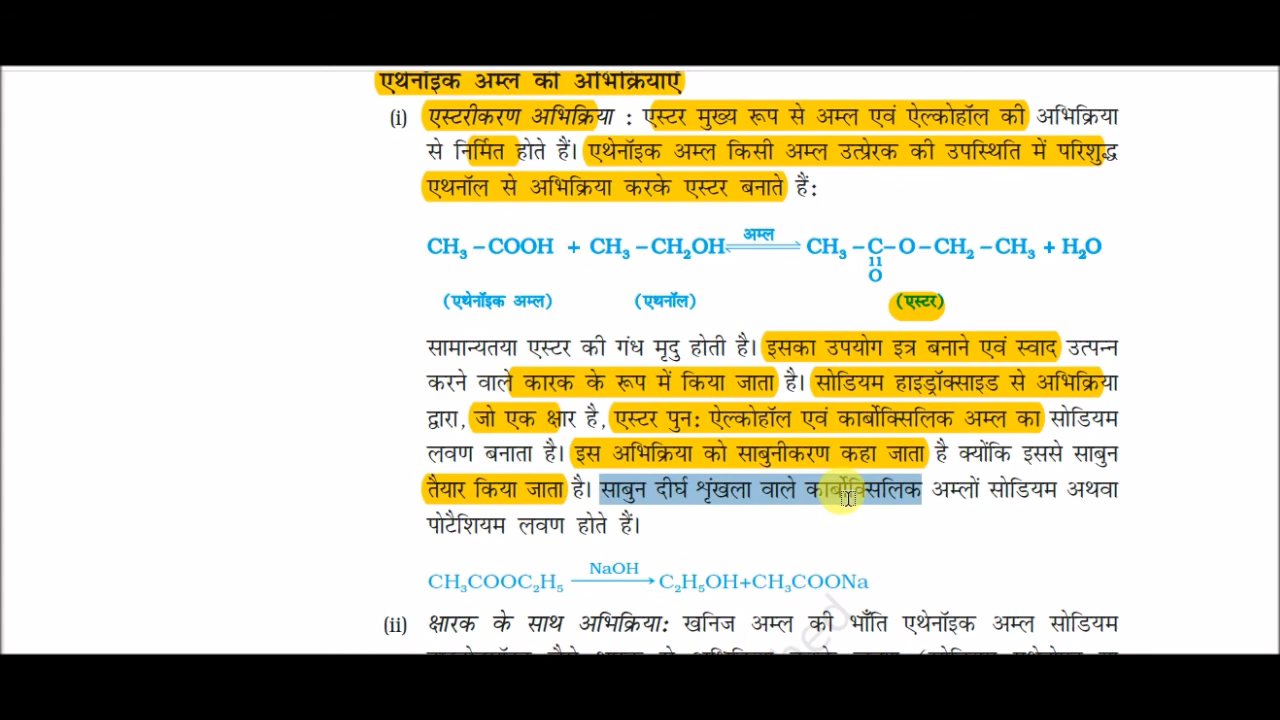 एथेनॉइक अम्ल की अभिक्रियाएँ
(i) एस्टरीकरण अभिक्रिया : एस्टर मुख्य रूप से अम्ल एवं ऐल्कोहॉल की अभिक्रिया
से निर्मित होते हैं। एथेनॉइक अम्ल किसी अम्ल उत्प्रेरक की उपस्थिति में परिशुद्ध
एथनॉल से अभिक्रिया करके एस्टर बनाते हैं:
अम्ल
CH₃ – COOH + CH₃ – CH₂OH ⇌ CH₃ – C – O – CH₂ – CH₃ + H₂O
॥
O
(एथेनॉइक अम्ल) (एथनॉल) (एस्टर)
सामान्यतया एस्टर की गंध मृदु होती है। इसका उपयोग इत्र बनाने एवं स्वाद उत्पन्न
करने वाले कारक के रूप में किया जाता है। सोडियम हाइड्रॉक्साइड से अभिक्रिया
द्वारा, जो एक क्षार है, एस्टर पुन: ऐल्कोहॉल एवं कार्बोक्सिलिक अम्ल का सोडियम
लवण बनाता है। इस अभिक्रिया को साबुनीकरण कहा जाता है क्योंकि इससे साबुन
तैयार किया जाता है। साबुन दीर्घ शृंखला वाले कार्बोक्सिलिक अम्लों सोडियम अथवा
पोटैशियम लवण होते हैं।
NaOH
CH₃COOC₂H₅ → C₂H₅OH+CH₃COONa
(ii) क्षारक के साथ अभिक्रिया: खनिज अम्ल की भाँति एथेनॉइक अम्ल सोडियम